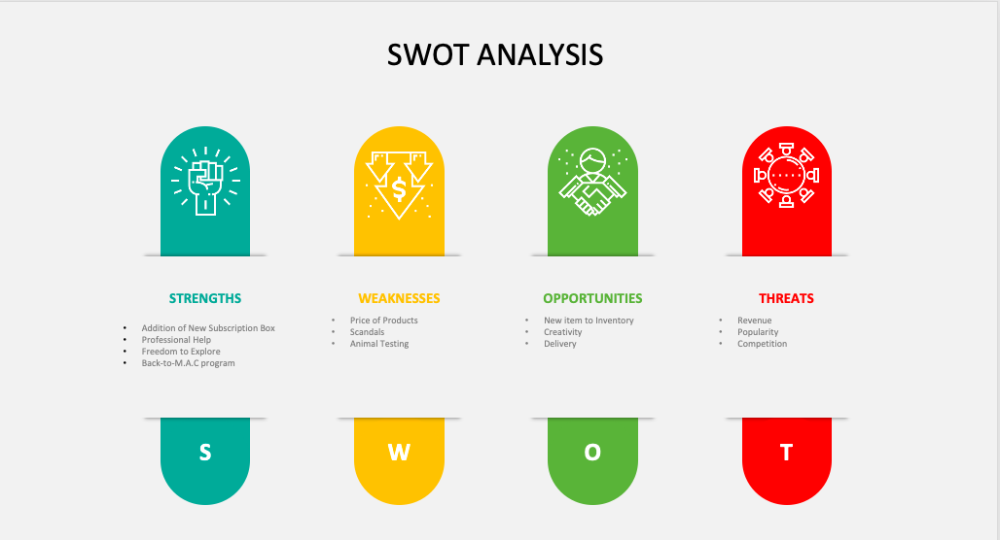 SWOT ANALYSIS
$
STRENGTHS
• Addition of New Subscription Box
• Professional Help
• Freedom to Explore
• Back-to-M.A.C program
WEAKNESSES
• Price of Products
• Scandals
• Animal Testing
OPPORTUNITIES
• New item to Inventory
• Creativity
• Delivery
THREATS
• Revenue
• Popularity
• Competition
S
W
O
T